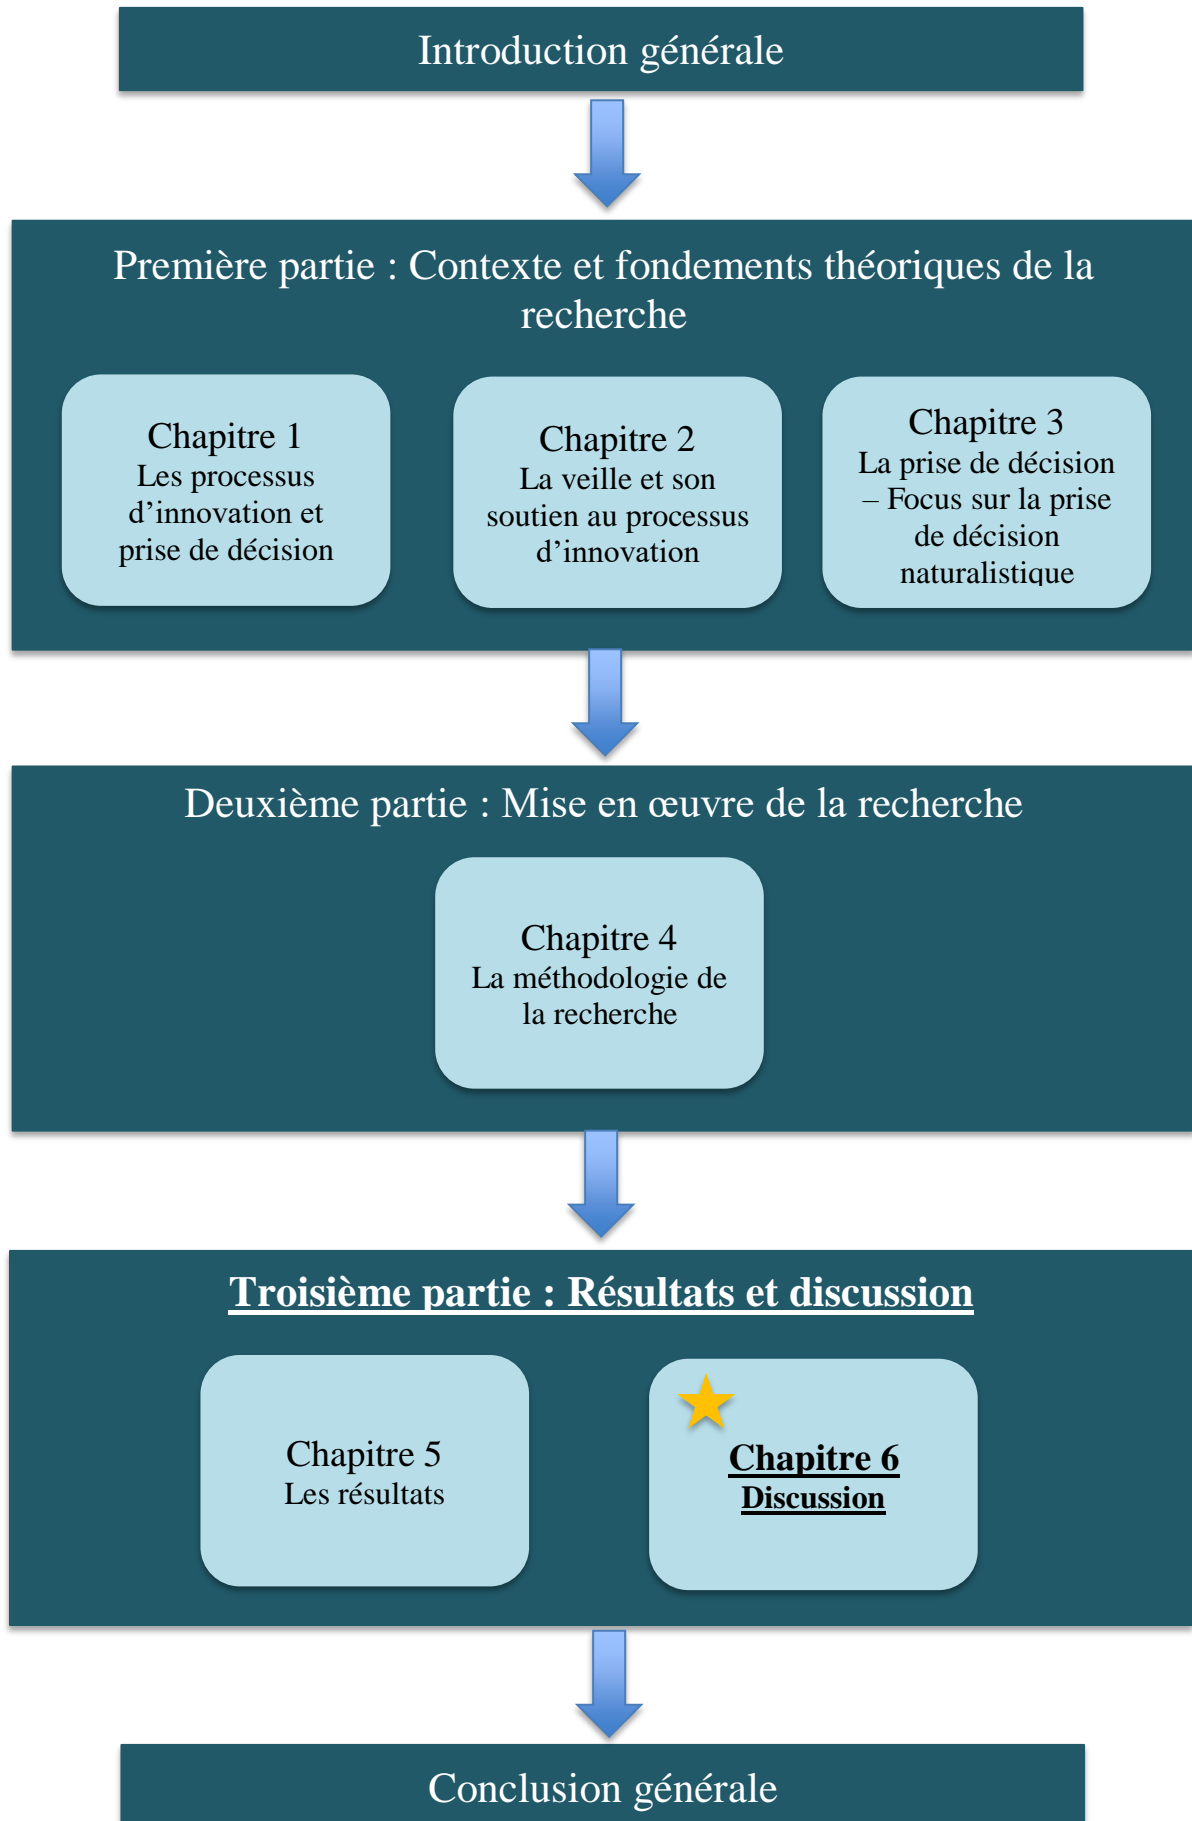 Introduction générale
Première partie : Contexte et fondements théoriques de la
recherche
Chapitre 1
Les processus
d’innovation et
prise de décision
Chapitre 2
La veille et son
soutien au processus
d’innovation
Chapitre 3
La prise de décision
– Focus sur la prise
de décision
naturalistique
Deuxième partie : Mise en œuvre de la recherche
Chapitre 4
La méthodologie de
la recherche
Troisième partie : Résultats et discussion
Chapitre 5
Les résultats
Chapitre 6
Discussion
Conclusion générale